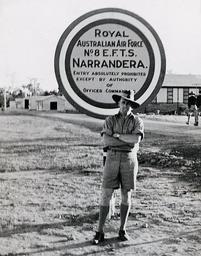 ROYAL
AUSTRALIAN AIR FORCE
No 8 E.F.T.S.
NARRANDERA.
ENTRY ABSOLUTELY PROHIBITED
EXCEPT BY AUTHORITY
OF
OFFICER COMMANDING